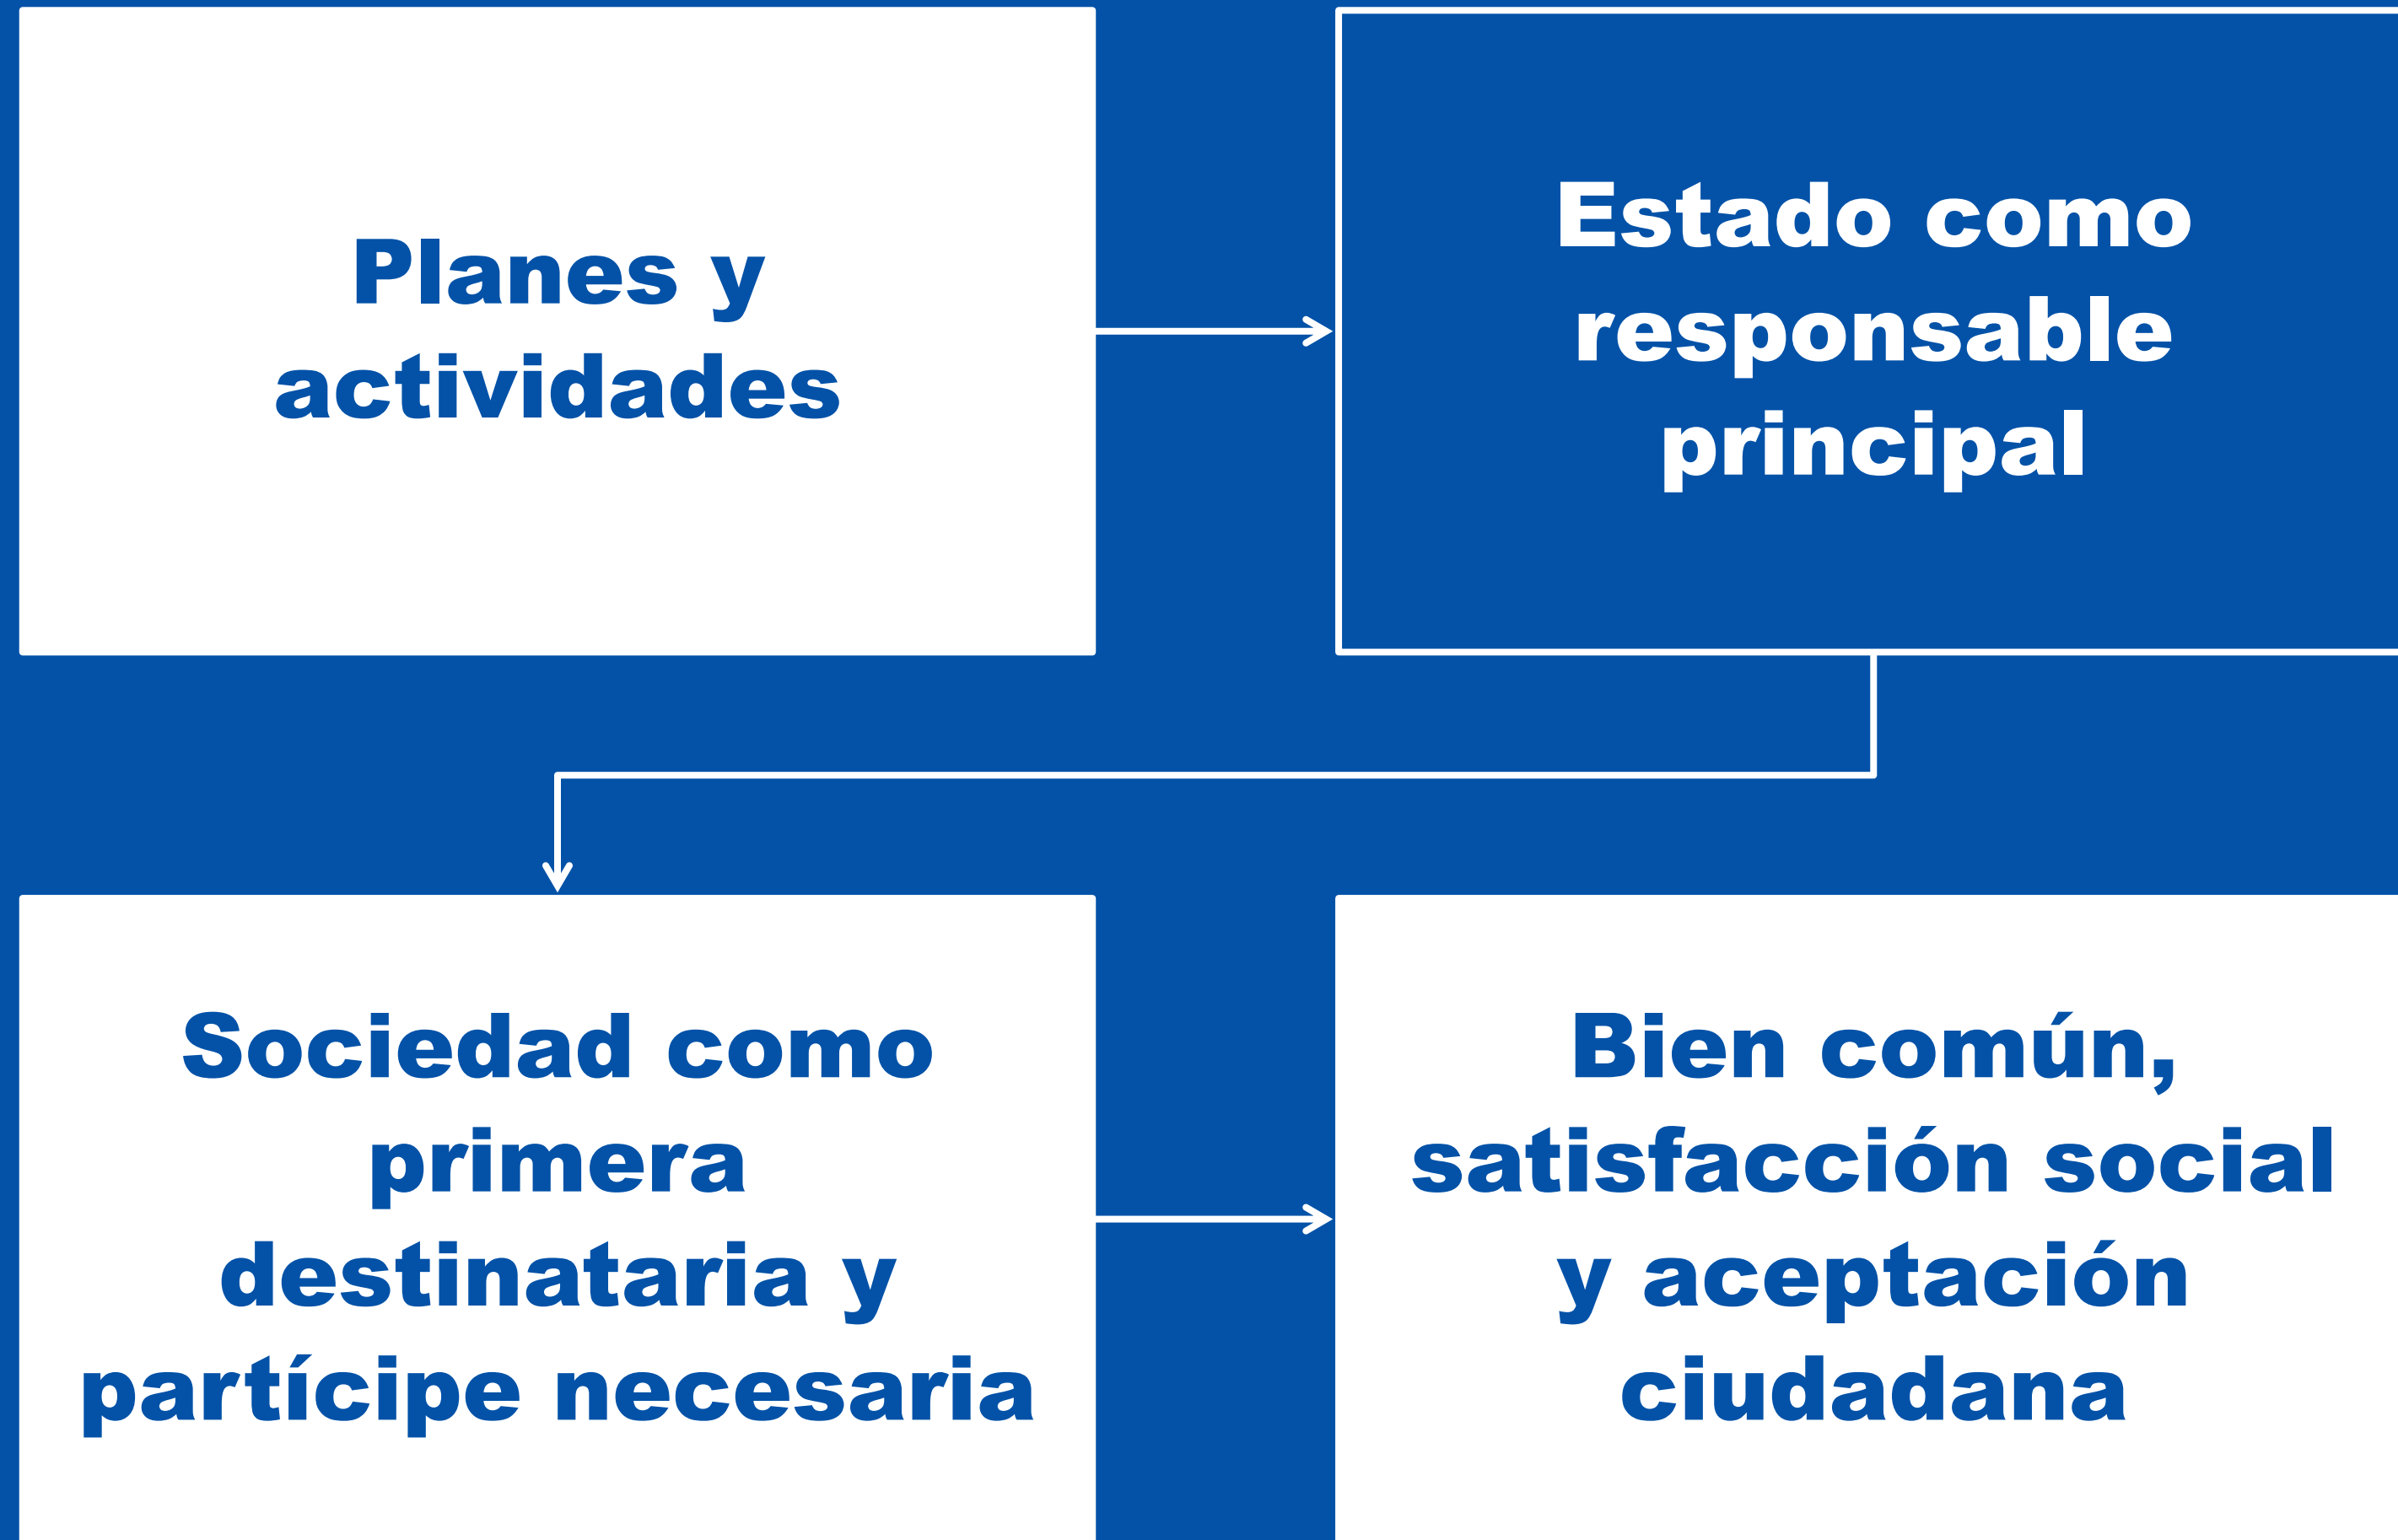 Planes y
actividades
Estado como
responsable
principal
Sociedad como
primera
destinataria y
partícipe necesaria
Bien común,
satisfacción social
y aceptación
ciudadana